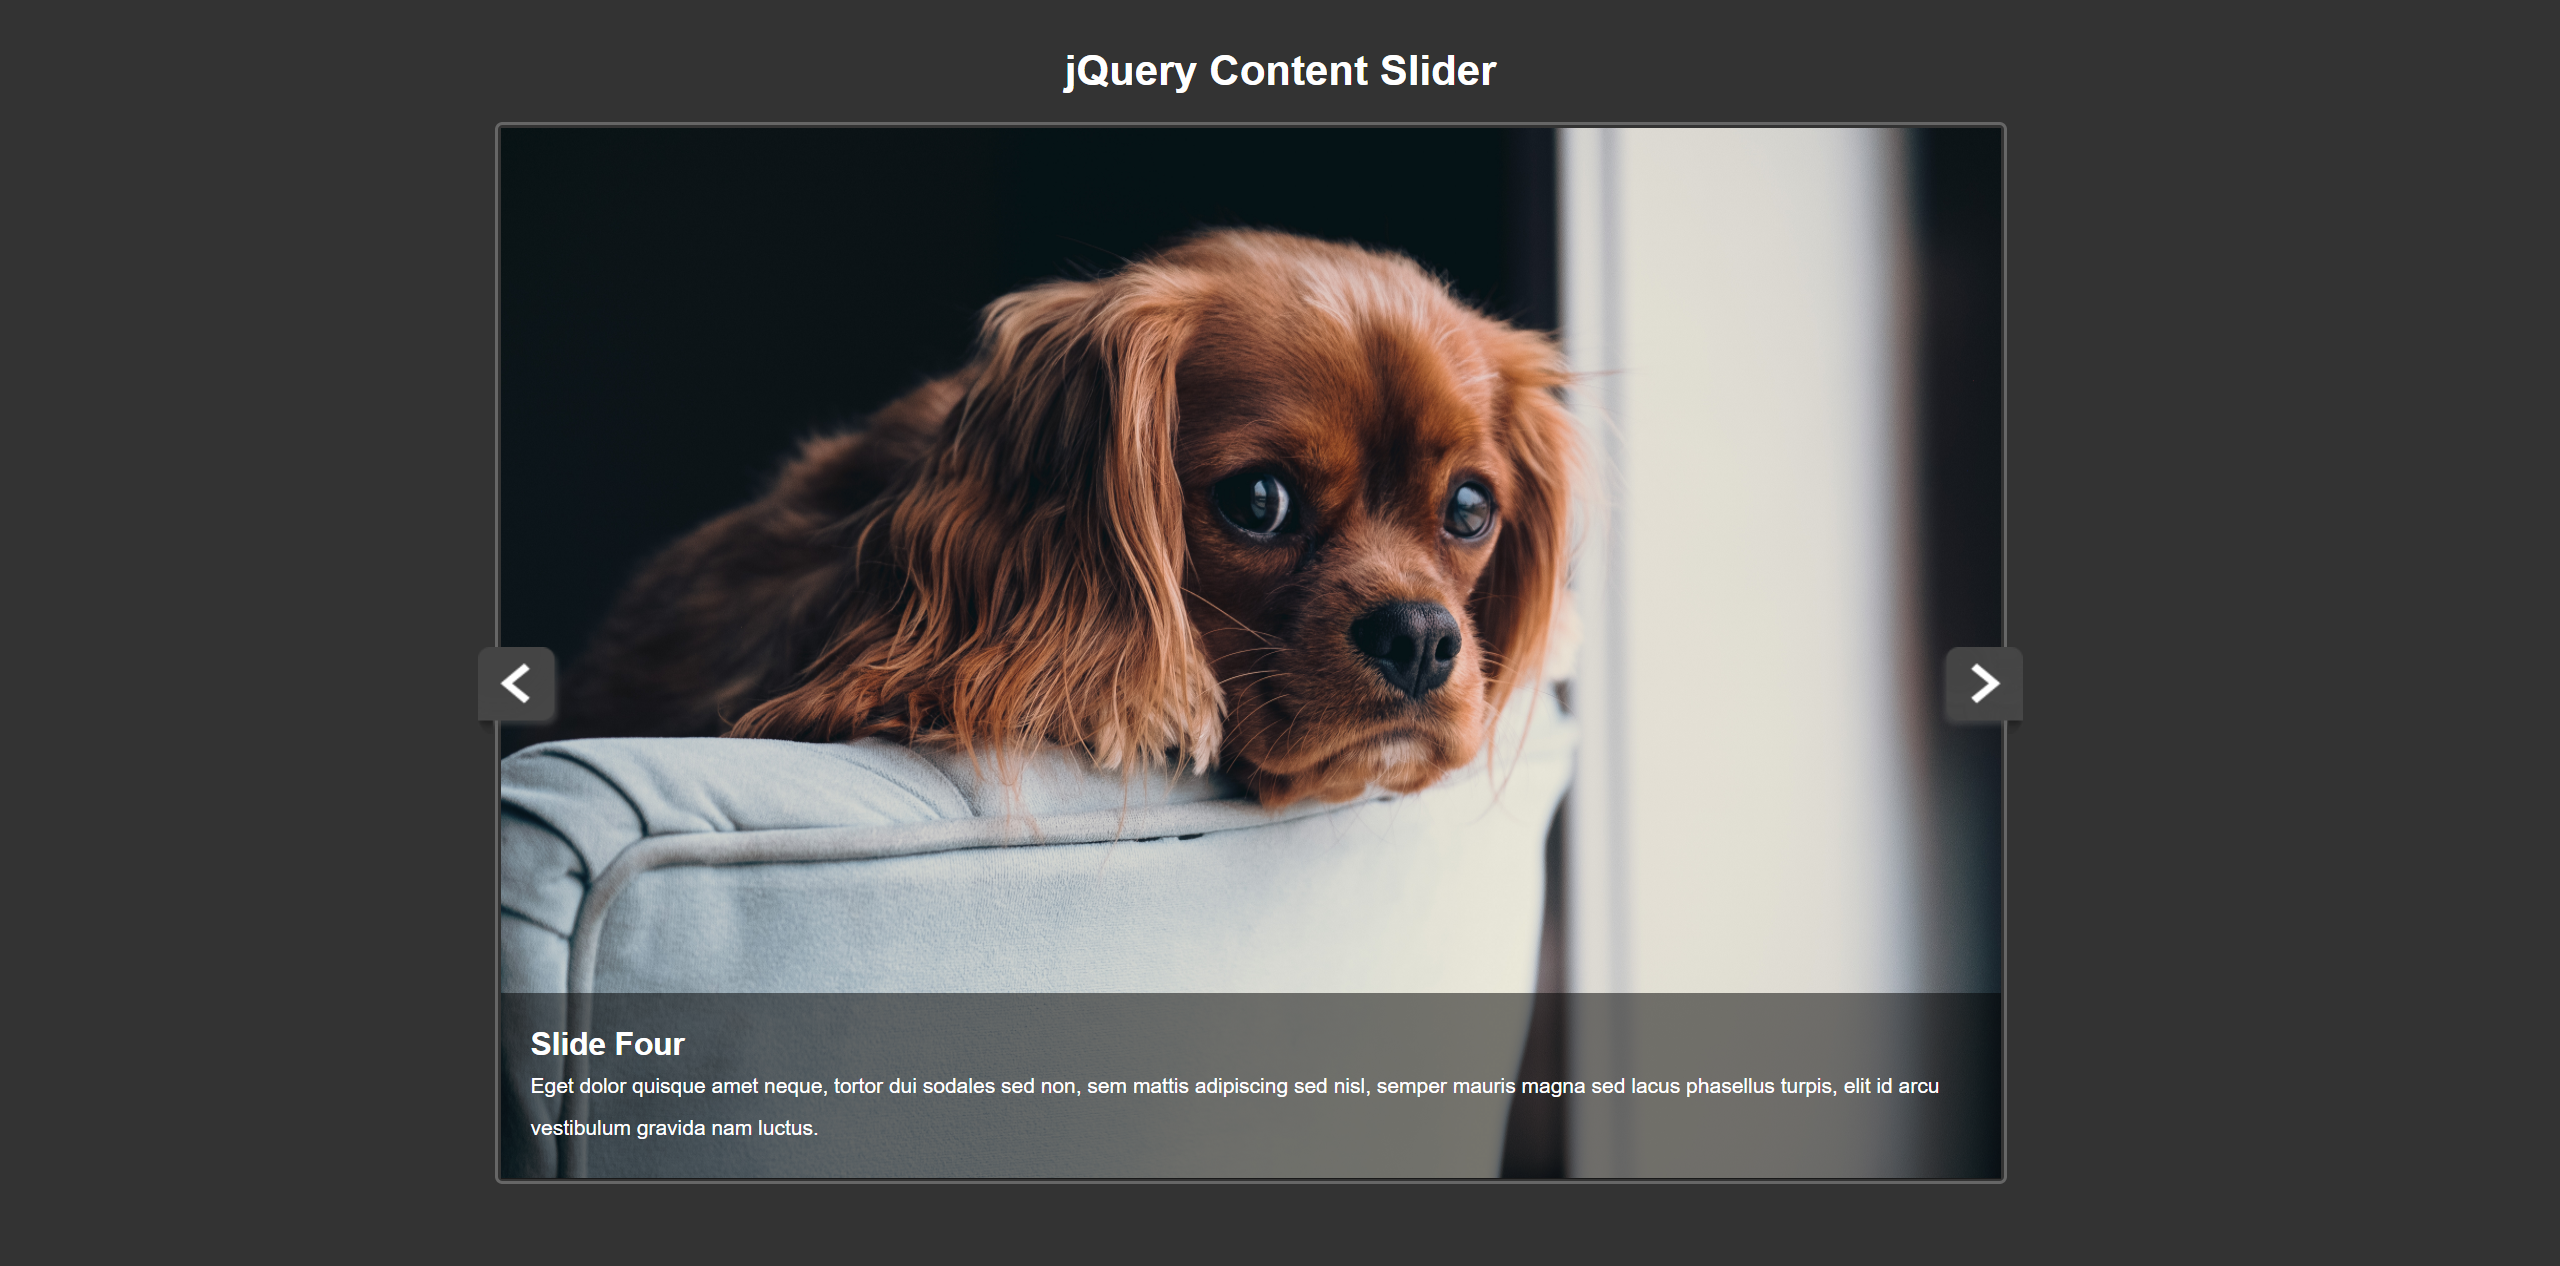 jQuery Content Slider
Slide Four
Eget dolor quisque amet neque, tortor dui sodales sed non, sem mattis adipiscing sed nisl, semper mauris magna sed lacus phasellus turpis, elit id arcu
vestibulum gravida nam luctus.